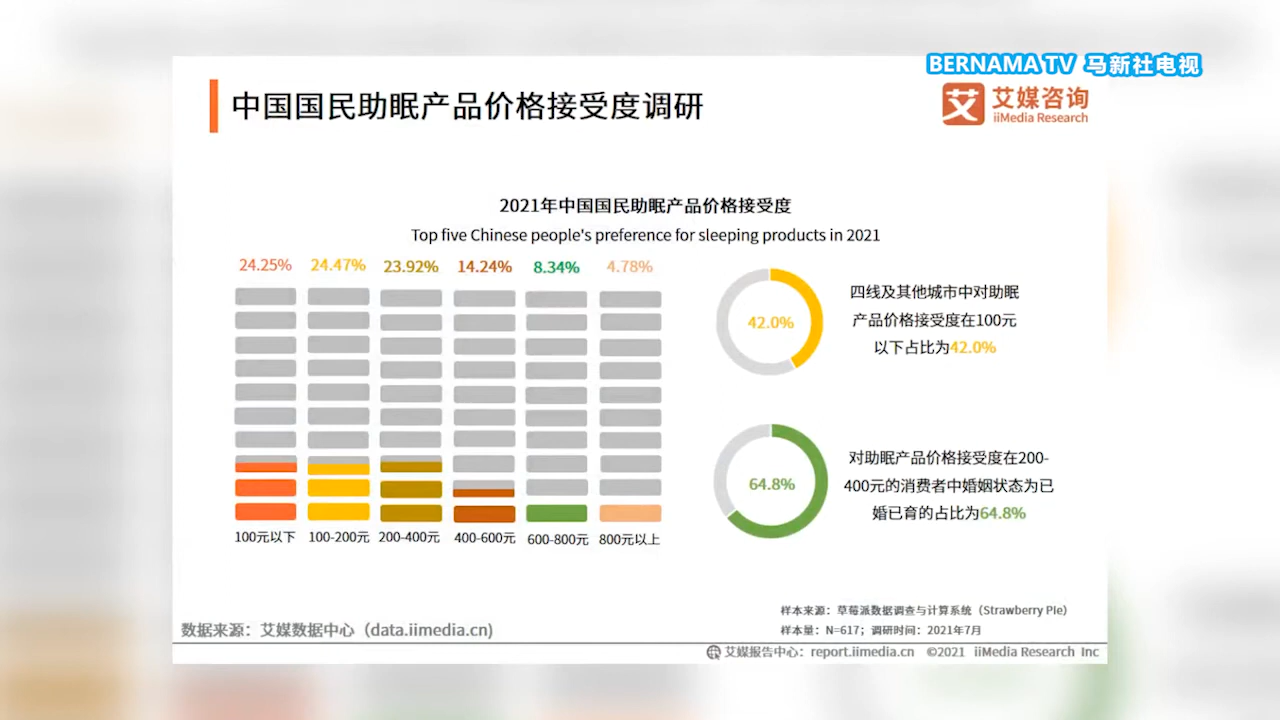 BERNAMA TV 马新社电视
中国国民助眠产品价格接受度调研
艾媒咨询
iiMedia Research
2021年中国国民助眠产品价格接受度
Top five Chinese people's preference for sleeping products in 2021
24.25% 24.47% 23.92% 14.24% 8.34% 4.78%
100元以下 100-200元 200-400元 400-600元 600-800元 800元以上
42.0%
四线及其他城市中对助眠
产品价格接受度在100元
以下占比为42.0%
64.8%
对助眠产品价格接受度在200-
400元的消费者中婚姻状态为已
婚已育的占比为64.8%
样本来源：草莓派数据调查与计算系统（Strawberry Pie)
样本量：N=617；调研时间：2021年7月
数据来源：艾媒数据中心（data.iimedia.cn)
艾媒报告中心：report.iimedia.cn ©2021 iiMedia Research Inc